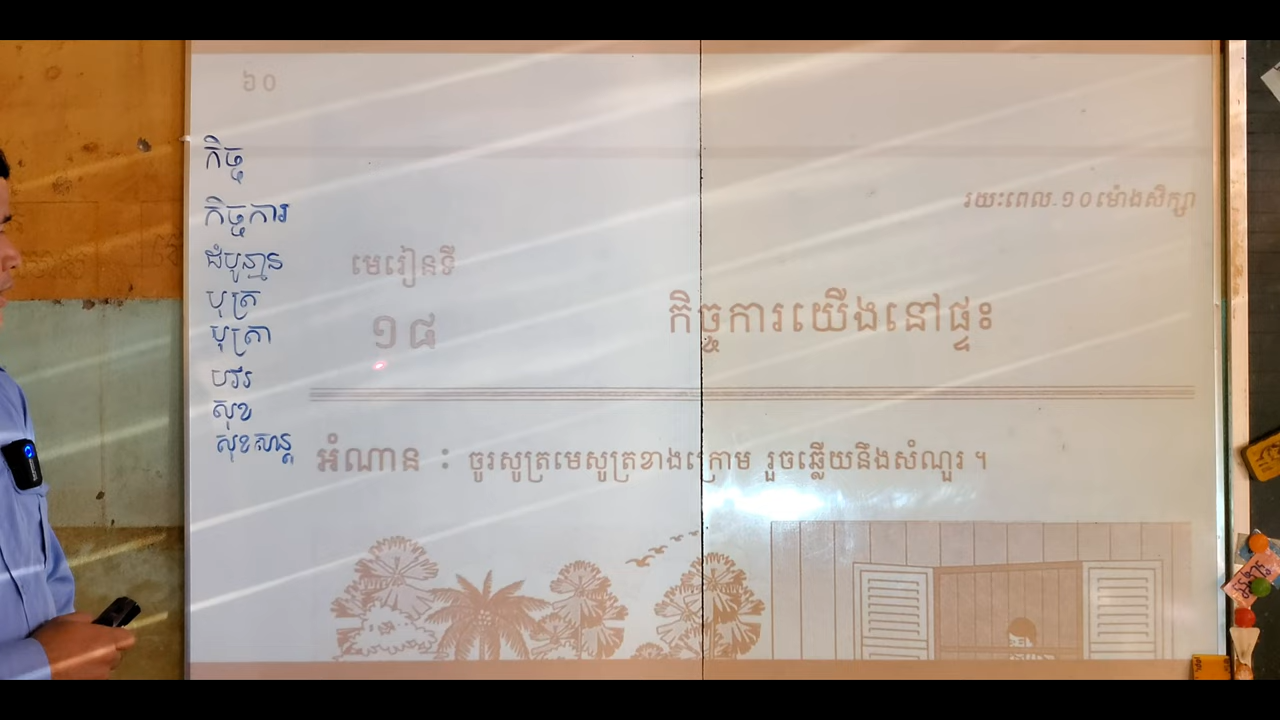 ៦០
កិច្ច
រយៈពេល-១០ម៉ោងសិក្សា
កិច្ចការ
មេរៀនទី
ដំបូន្មាន
បុត្រ
កិច្ចការយើងនៅផ្ទះ
១៨
បុត្រា
បវរ
សុខ
សុខសាន្ត
អំណាន : ចូរសូត្រមេសូត្រខាងក្រោម រួចឆ្លើយនឹងសំណួរ ។